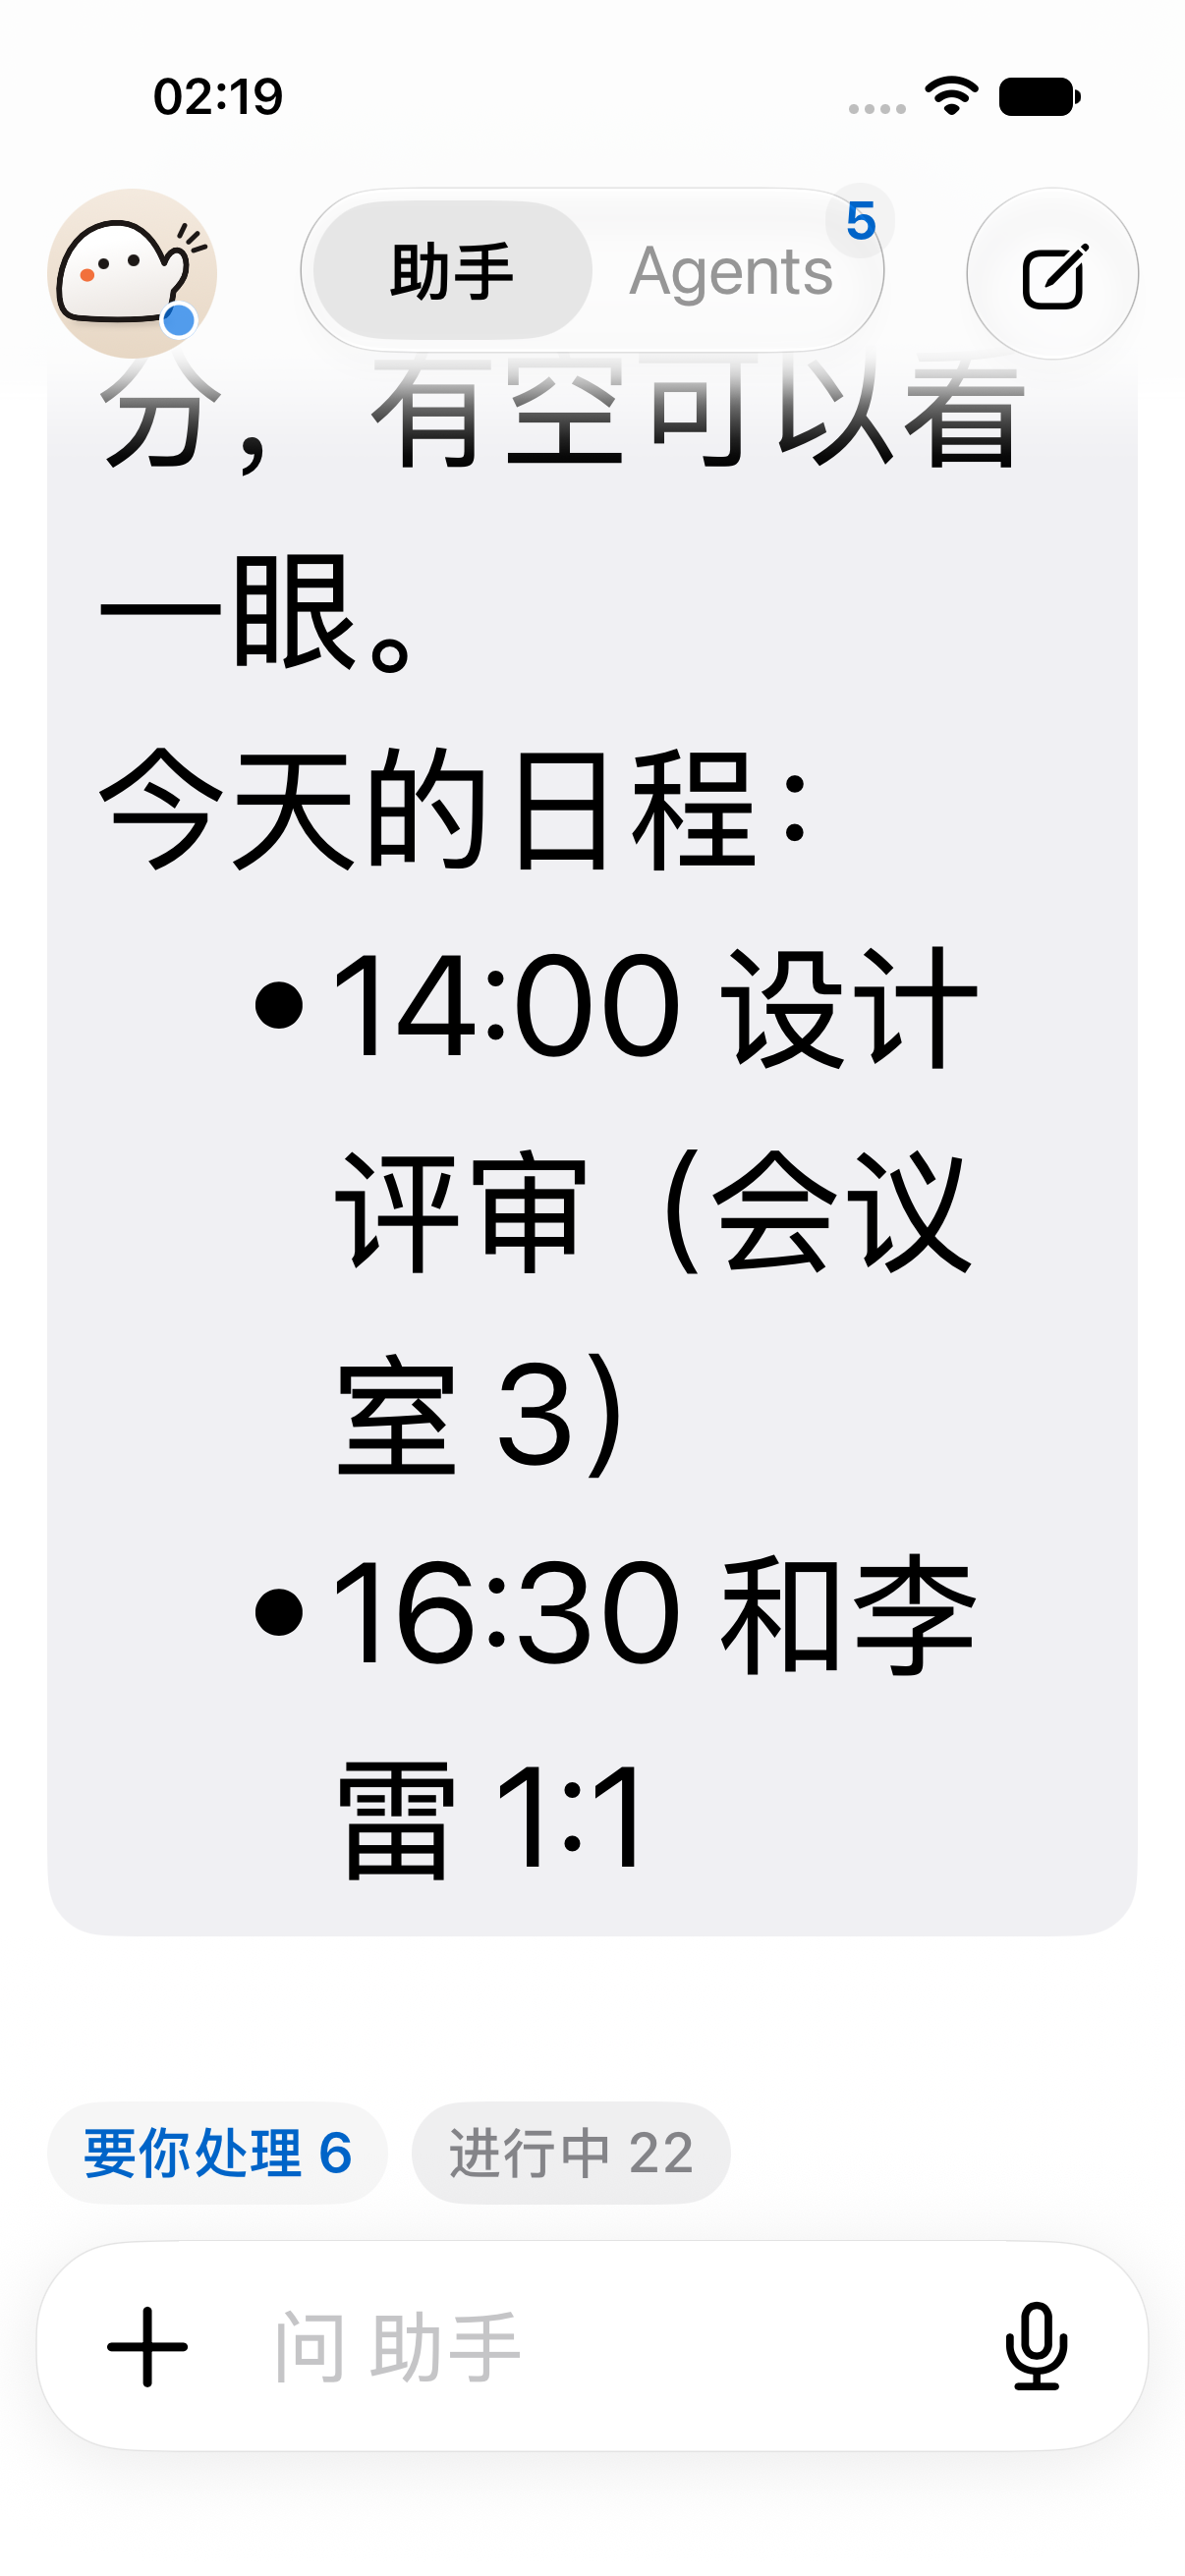 02:19
助手
Agents
5
分，有空可以看
一眼。
今天的日程：
•14:00 设计
评审（会议
室 3）
•16:30 和李
雷 1:1
要你处理 6
进行中 22
问 助手